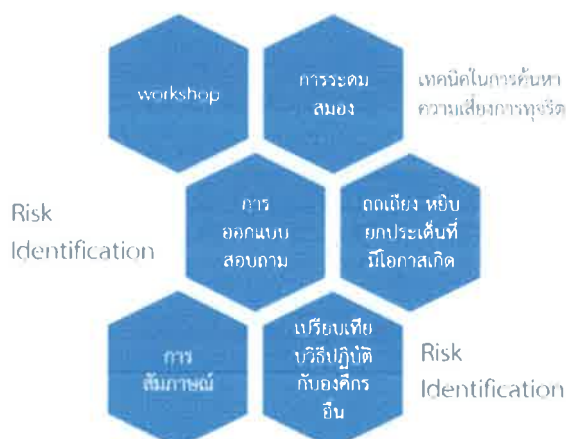 workshop
การระดม
สมอง
เทคนิคในการค้นหา
ความเสี่ยงการทุจริต
Risk
Identification
การ
ออกแบบ
สอบถาม
ถกเถียง หยิบ
ยกประเด็นที่
มีโอกาสเกิด
การ
สัมภาษณ์
เปรียบเทีย
บวิธีปฏิบัติ
กับองค์กร
อื่น
Risk
Identification